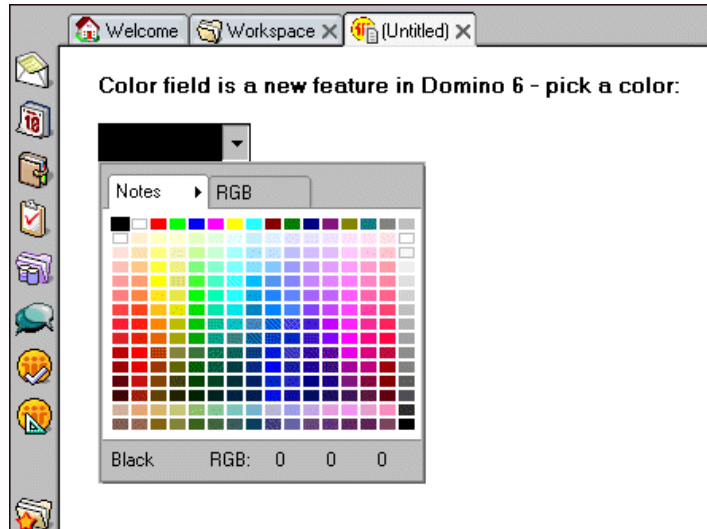 Welcome Workspace (Untitled)
Color field is a new feature in Domino 6 - pick a color:
Notes RGB
Black RGB: 0 0 0
10